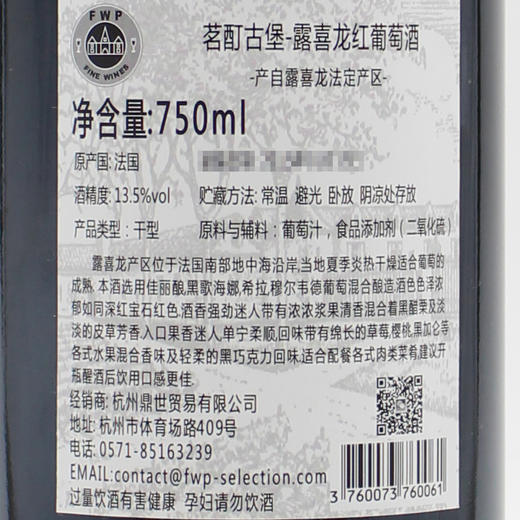 FWP
FINE WINES
茗酊古堡-露喜龙红葡萄酒
-产自露喜龙法定产区-
净含量:750ml
原产国: 法国
酒精度: 13.5%vol 贮藏方法: 常温 避光 卧放 阴凉处存放
产品类型: 干型 原料与辅料: 葡萄汁，食品添加剂（二氧化硫）
露喜龙产区位于法国南部地中海沿岸,当地夏季炎热干燥适合葡萄的
成熟.本酒选用佳丽酿,黑歌海娜,希拉,穆尔韦德葡萄混合酿造酒色色泽浓
郁如同深红宝石红色.酒香强劲迷人带有浓浓浆果清香混合着黑醋栗及淡
淡的皮草芳香.入口果香迷人单宁柔顺,回味带有绵长的草莓,樱桃,黑加仑等
各式水果混合香味及轻柔的黑巧克力回味.适合配餐各式肉类菜肴,建议开
瓶醒酒后饮用口感更佳.
经销商: 杭州鼎世贸易有限公司
地址: 杭州市体育场路409号
电话: 0571-85163239
EMAIL:contact@fwp-selection.com
过量饮酒有害健康 孕妇请勿饮酒
3 760073 760061